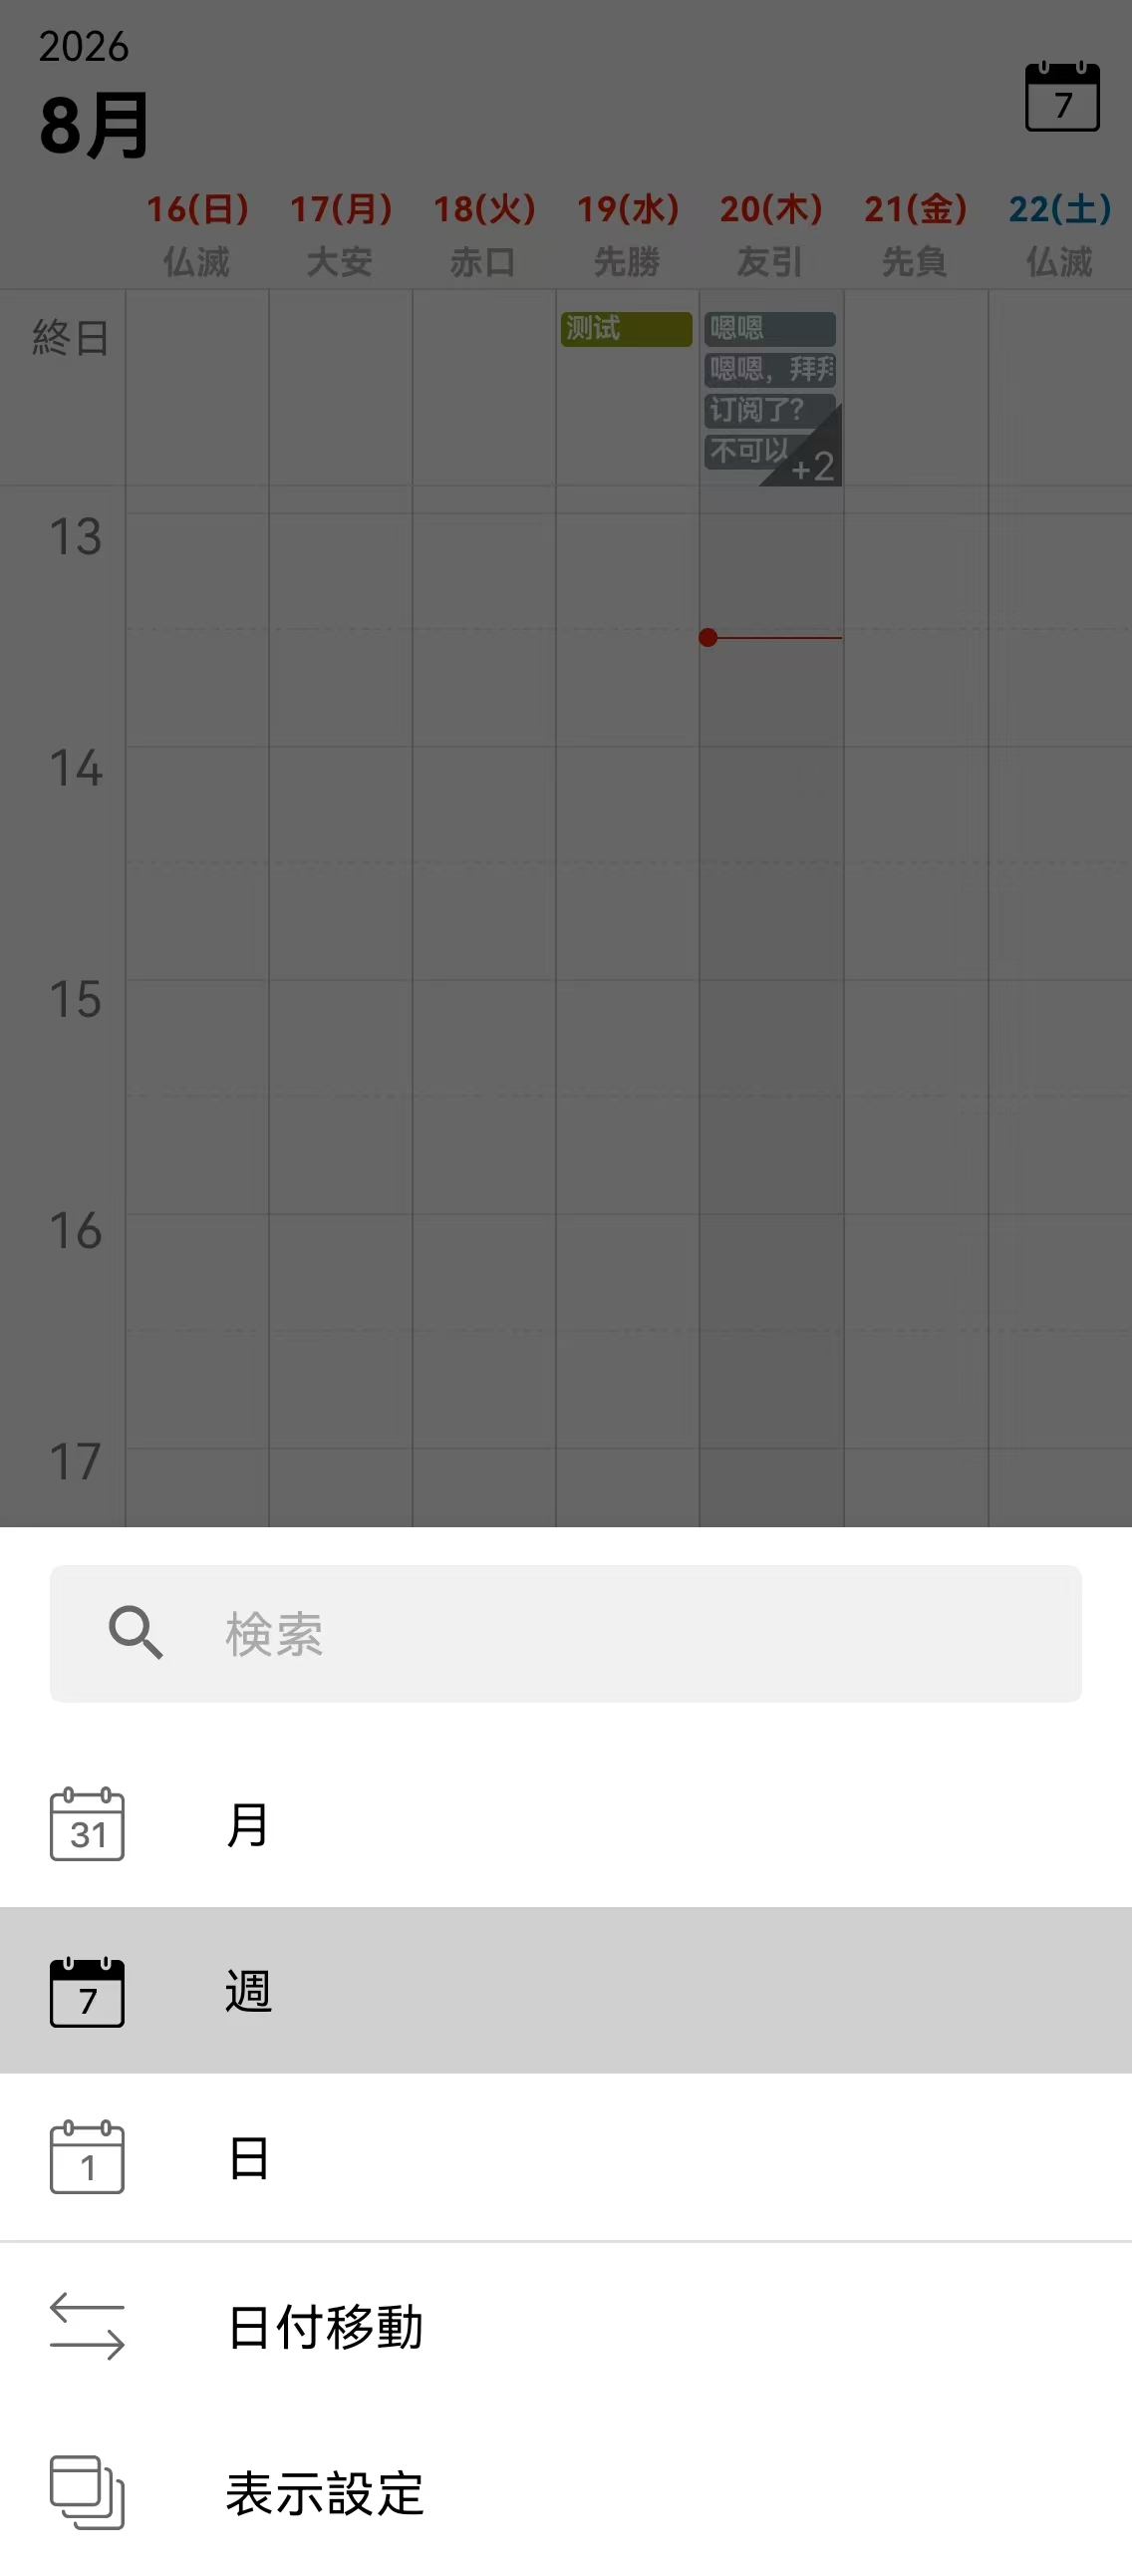 2026
8月
7
16(日) 17(月) 18(火) 19(水) 20(木) 21(金) 22(土)
仏滅 大安 赤口 先勝 友引 先負 仏滅
終日
测试
嗯嗯
嗯嗯，拜拜
订阅了?
不可以
+2
13
14
15
16
17
検索
31 月
7 週
1 日
日付移動
表示設定